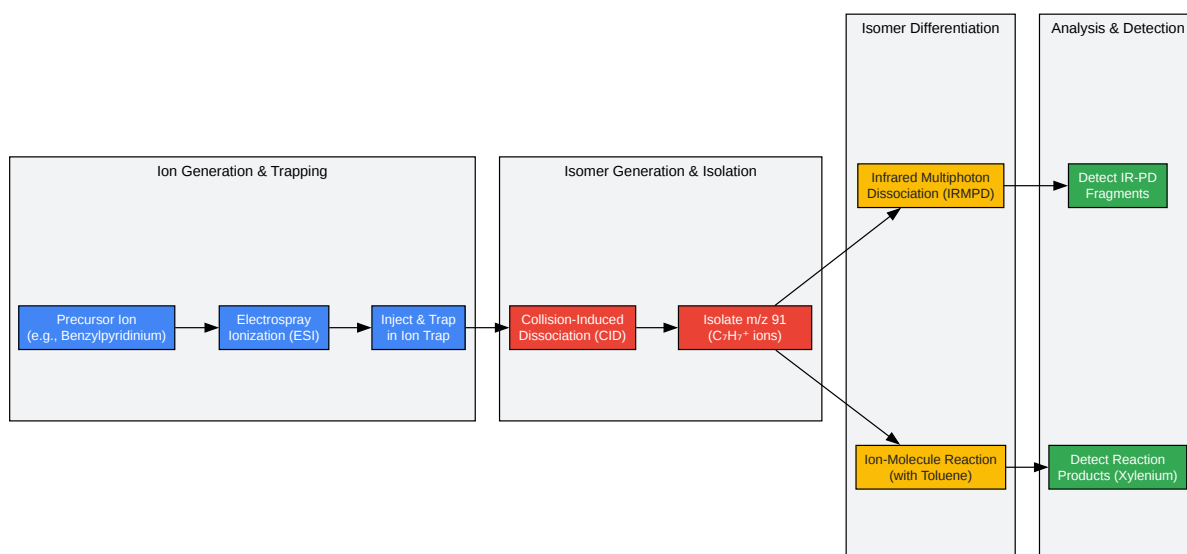 Ion Generation & Trapping
Precursor Ion
(e.g., Benzylpyridinium)
Electrospray
Ionization (ESI)
Inject & Trap
in Ion Trap
Isomer Generation & Isolation
Collision-Induced
Dissociation (CID)
Isolate m/z 91
(C₇H₇⁺ ions)
Isomer Differentiation
Infrared Multiphoton
Dissociation (IRMPD)
Ion-Molecule Reaction
(with Toluene)
Analysis & Detection
Detect IR-PD
Fragments
Detect Reaction
Products (Xylenium)